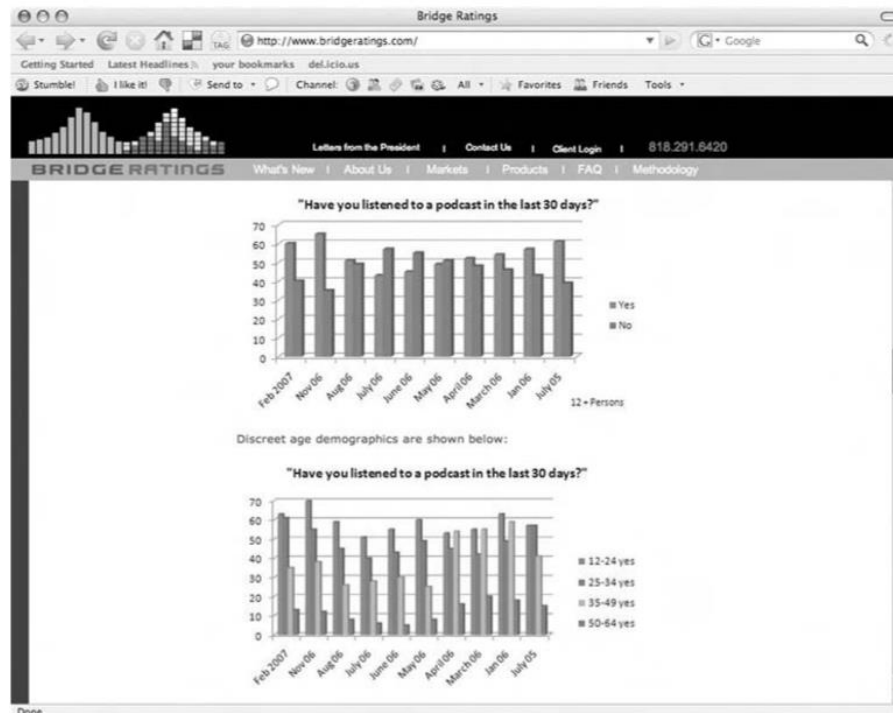 Bridge Ratings
TAG http://www.bridgeratings.com/ G Google
Getting Started Latest Headlines your bookmarks del.icio.us
Stumble! I like it! Send to Channel: All Favorites Friends Tools
Letters from the President | Contact Us | Client Login | 818.291.6420
BRIDGERATINGS What's New | About Us | Markets | Products | FAQ | Methodology
"Have you listened to a podcast in the last 30 days?"
70
60
50
40
30
20
10
0
Yes
No
Feb 2007 Nov 06 Aug 06 July 06 June 06 May 06 April 06 March 06 Jan 06 July 05
12 + Persons
Discreet age demographics are shown below:
"Have you listened to a podcast in the last 30 days?"
70
60
50
40
30
20
10
0
12-24 yes
25-34 yes
35-49 yes
50-64 yes
Feb 2007 Nov 06 Aug 06 July 06 June 06 May 06 April 06 March 06 Jan 06 July 05
Done